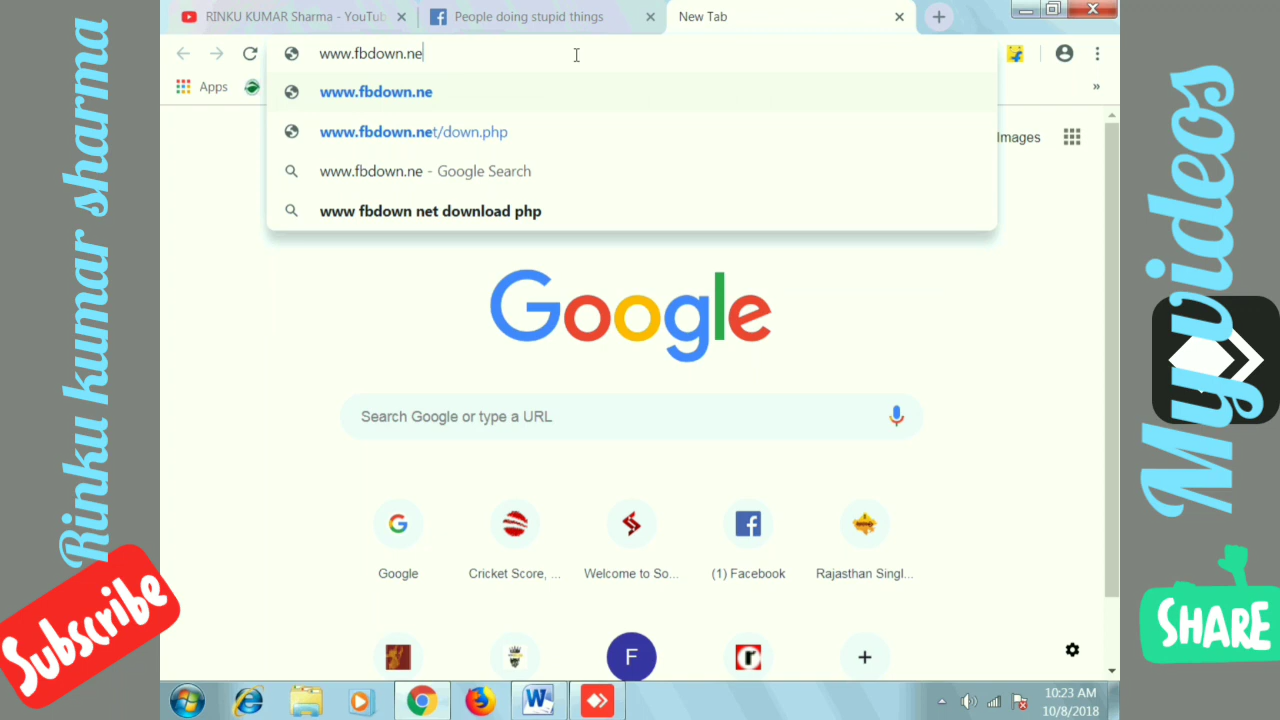 RINKU KUMAR Sharma - YouTub
People doing stupid things
New Tab
www.fbdown.ne
Apps
»
www.fbdown.ne
www.fbdown.net/down.php
www.fbdown.ne - Google Search
www fbdown net download php
Images
Google
Search Google or type a URL
Google
Cricket Score, ...
Welcome to So...
(1) Facebook
Rajasthan Singl...
F
r
10:23 AM
10/8/2018
Rinku kumar sharma
Subscribe
My videos
SHARE